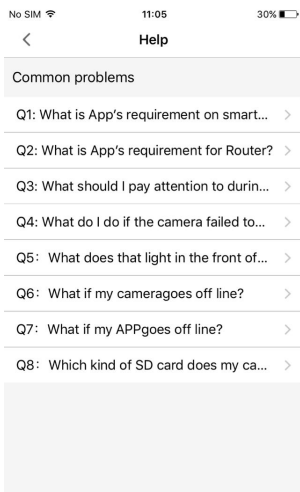 No SIM 11:05 30%
Help
Common problems
Q1: What is App's requirement on smart...
Q2: What is App's requirement for Router?
Q3: What should I pay attention to durin...
Q4: What do I do if the camera failed to...
Q5: What does that light in the front of...
Q6: What if my cameragoes off line?
Q7: What if my APPgoes off line?
Q8: Which kind of SD card does my ca...